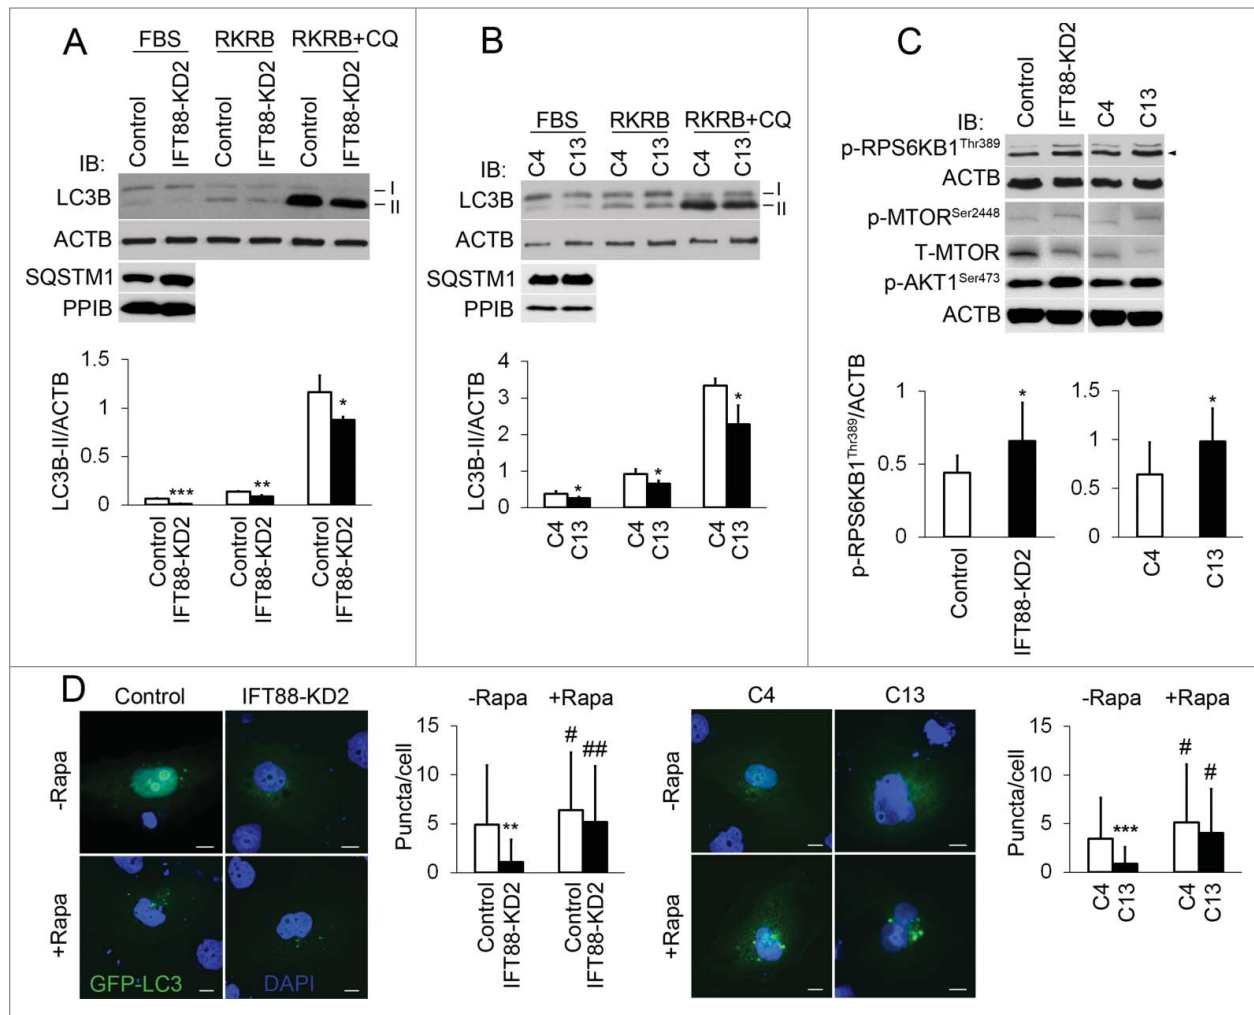 A
FBS
RKRB
RKRB+CQ
Control
IFT88-KD2
Control
IFT88-KD2
Control
IFT88-KD2
IB:
LC3B
I
II
ACTB
SQSTM1
PPIB
LC3B-II/ACTB
1.5
1
0.5
0
***
**
*
Control
IFT88-KD2
Control
IFT88-KD2
Control
IFT88-KD2
B
FBS
RKRB
RKRB+CQ
IB:
C4
C13
C4
C13
C4
C13
LC3B
I
II
ACTB
SQSTM1
PPIB
LC3B-II/ACTB
4
3
2
1
0
*
*
*
C4
C13
C4
C13
C4
C13
C
IB:
Control
IFT88-KD2
C4
C13
p-RPS6KB1Thr389
ACTB
p-MTORSer2448
T-MTOR
p-AKT1Ser473
ACTB
p-RPS6KB1Thr389/ACTB
1
0.5
0
*
Control
IFT88-KD2
1.5
1
0.5
0
*
C4
C13
D
Control
IFT88-KD2
-Rapa
+Rapa
GFP-LC3
DAPI
-Rapa
+Rapa
Puncta/cell
15
10
5
0
**
#
##
Control
IFT88-KD2
Control
IFT88-KD2
C4
C13
-Rapa
+Rapa
-Rapa
+Rapa
Puncta/cell
15
10
5
0
***
#
#
C4
C13
C4
C13